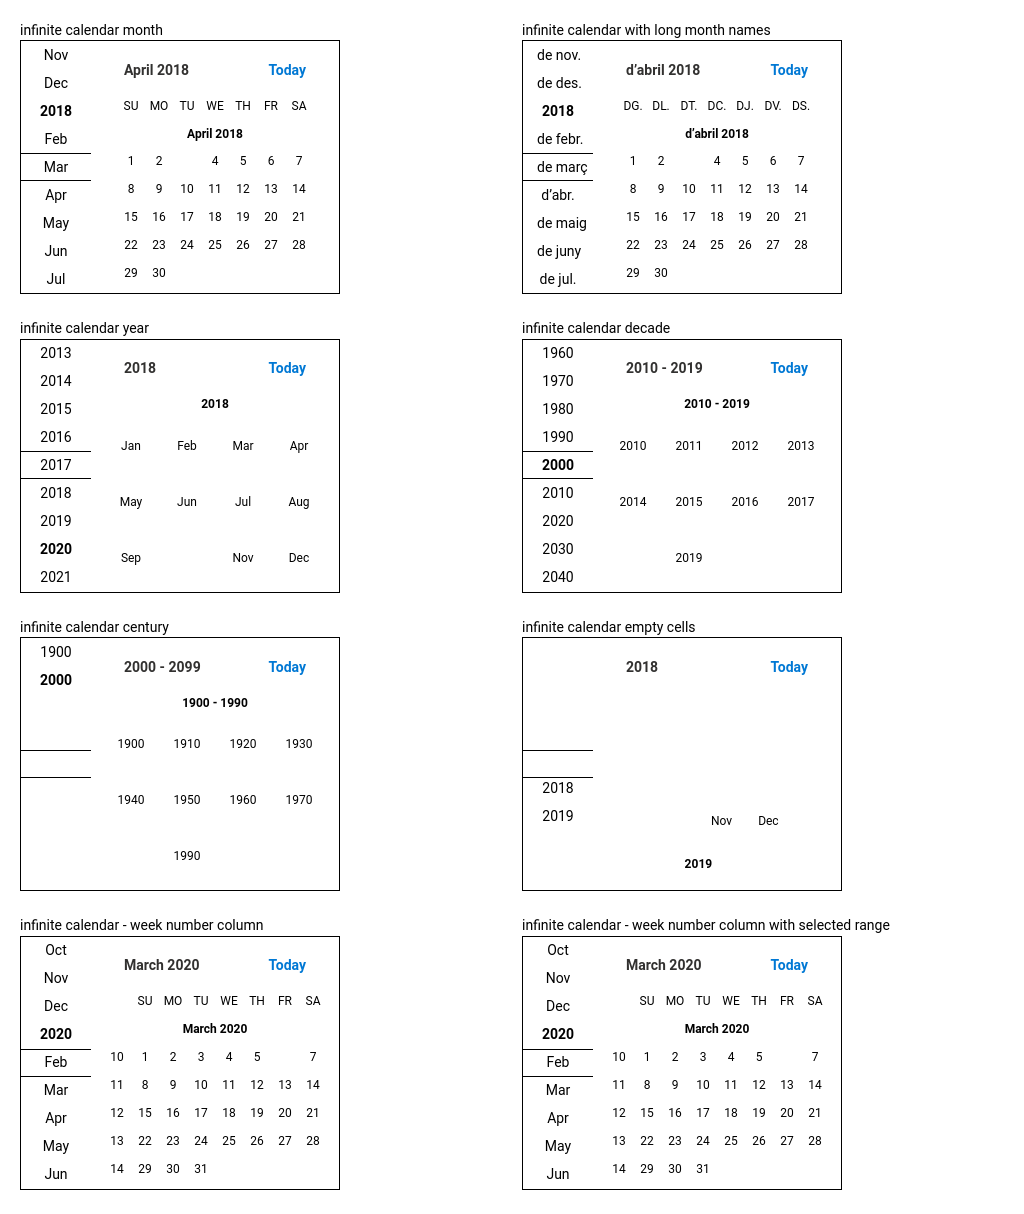 infinite calendar month
Nov
Dec
2018
Feb
Mar
Apr
May
Jun
Jul
April 2018 Today
SU MO TU WE TH FR SA
April 2018
1 2 4 5 6 7
8 9 10 11 12 13 14
15 16 17 18 19 20 21
22 23 24 25 26 27 28
29 30
infinite calendar with long month names
de nov.
de des.
2018
de febr.
de març
d’abr.
de maig
de juny
de jul.
d’abril 2018 Today
DG. DL. DT. DC. DJ. DV. DS.
d’abril 2018
1 2 4 5 6 7
8 9 10 11 12 13 14
15 16 17 18 19 20 21
22 23 24 25 26 27 28
29 30
infinite calendar year
2013
2014
2015
2016
2017
2018
2019
2020
2021
2018 Today
2018
Jan Feb Mar Apr
May Jun Jul Aug
Sep Nov Dec
infinite calendar decade
1960
1970
1980
1990
2000
2010
2020
2030
2040
2010 - 2019 Today
2010 - 2019
2010 2011 2012 2013
2014 2015 2016 2017
2019
infinite calendar century
1900
2000
2000 - 2099 Today
1900 - 1990
1900 1910 1920 1930
1940 1950 1960 1970
1990
infinite calendar empty cells
2018
2019
2018 Today
Nov Dec
2019
infinite calendar - week number column
Oct
Nov
Dec
2020
Feb
Mar
Apr
May
Jun
March 2020 Today
SU MO TU WE TH FR SA
March 2020
10 1 2 3 4 5 7
11 8 9 10 11 12 13 14
12 15 16 17 18 19 20 21
13 22 23 24 25 26 27 28
14 29 30 31
infinite calendar - week number column with selected range
Oct
Nov
Dec
2020
Feb
Mar
Apr
May
Jun
March 2020 Today
SU MO TU WE TH FR SA
March 2020
10 1 2 3 4 5 7
11 8 9 10 11 12 13 14
12 15 16 17 18 19 20 21
13 22 23 24 25 26 27 28
14 29 30 31